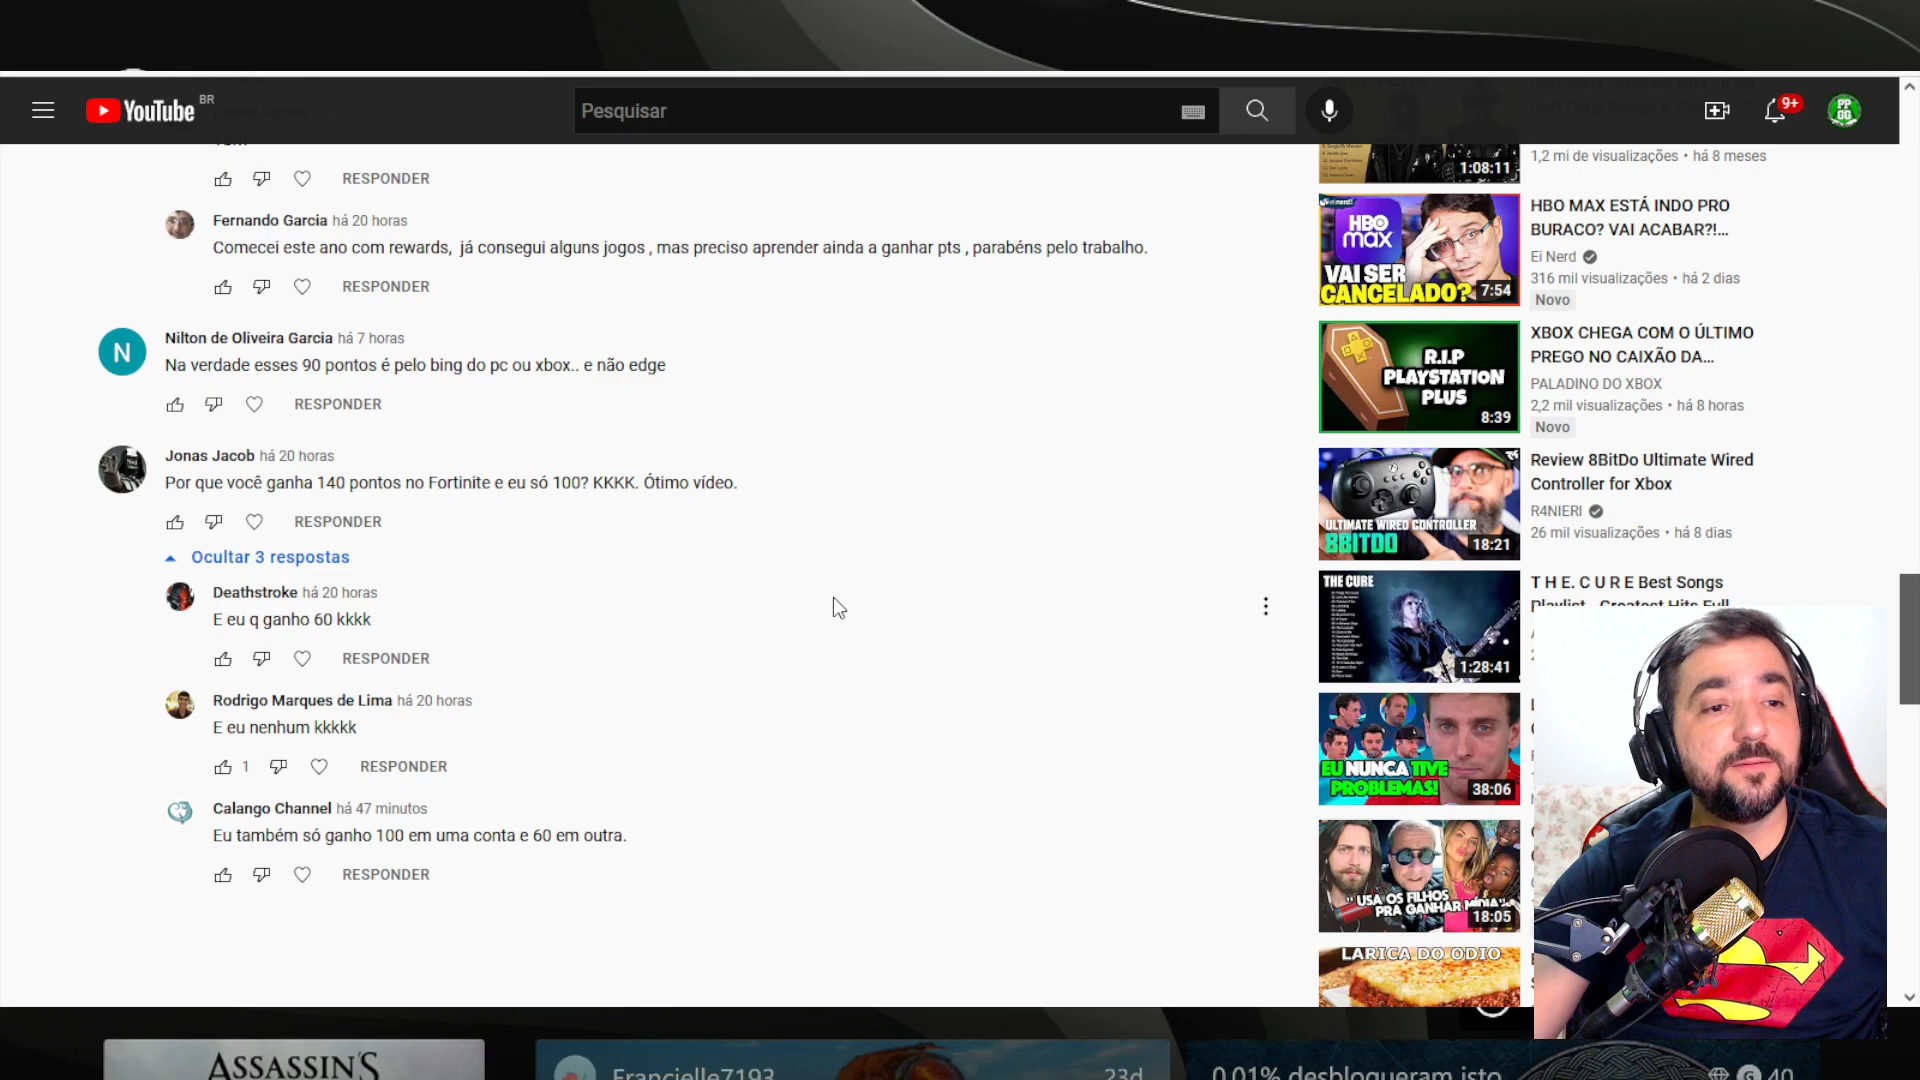 YouTube BR
Pesquisar
9+
PP
GG
RESPONDER
Fernando Garcia há 20 horas
Comecei este ano com rewards, já consegui alguns jogos , mas preciso aprender ainda a ganhar pts , parabéns pelo trabalho.
RESPONDER
N
Nilton de Oliveira Garcia há 7 horas
Na verdade esses 90 pontos é pelo bing do pc ou xbox.. e não edge
RESPONDER
Jonas Jacob há 20 horas
Por que você ganha 140 pontos no Fortinite e eu só 100? KKKK. Ótimo vídeo.
RESPONDER
Ocultar 3 respostas
Deathstroke há 20 horas
E eu q ganho 60 kkkk
RESPONDER
Rodrigo Marques de Lima há 20 horas
E eu nenhum kkkkk
1 RESPONDER
Calango Channel há 47 minutos
Eu também só ganho 100 em uma conta e 60 em outra.
RESPONDER
1:08:11
1,2 mi de visualizações • há 8 meses
HBO
max
VAI SER
CANCELADO?
7:54
HBO MAX ESTÁ INDO PRO
BURACO? VAI ACABAR?!...
Ei Nerd
316 mil visualizações • há 2 dias
Novo
R.I.P
PLAYSTATION
PLUS
8:39
XBOX CHEGA COM O ÚLTIMO
PREGO NO CAIXÃO DA...
PALADINO DO XBOX
2,2 mil visualizações • há 8 horas
Novo
ULTIMATE WIRED CONTROLLER
8BITDO
18:21
Review 8BitDo Ultimate Wired
Controller for Xbox
R4NIERI
26 mil visualizações • há 8 dias
THE CURE
1:28:41
T H E. C U R E Best Songs
Playlist - Greatest Hits Full
EU NUNCA TIVE
PROBLEMAS!
38:06
"USA OS FILHOS
PRA GANHAR MÍDIA"
18:05
LARICA DO ODIO
ASSASSIN'S
Francielle7193
23d
0.01% desbloquearam isto
40